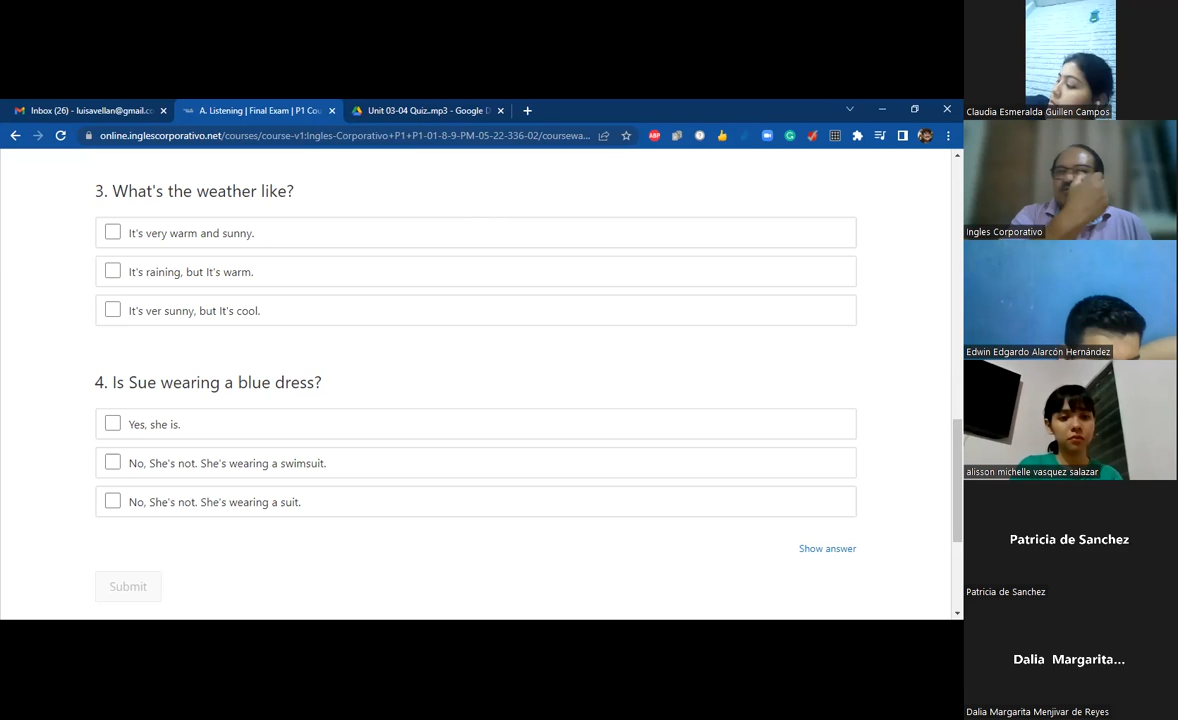 Inbox (26) - luisavellan@gmail.cc
A. Listening | Final Exam | P1 Cou
Unit 03-04 Quiz..mp3 - Google D
online.inglescorporativo.net/courses/course-v1:Ingles-Corporativo+P1+P1-01-8-9-PM-05-22-336-02/coursewa...
3. What's the weather like?
It's very warm and sunny.
It's raining, but It's warm.
It's ver sunny, but It's cool.
4. Is Sue wearing a blue dress?
Yes, she is.
No, She's not. She's wearing a swimsuit.
No, She's not. She's wearing a suit.
Show answer
Submit
Claudia Esmeralda Guillen Campos
Ingles Corporativo
Edwin Edgardo Alarcón Hernández
alisson michelle vasquez salazar
Patricia de Sanchez
Patricia de Sanchez
Dalia Margarita...
Dalia Margarita Menjivar de Reyes